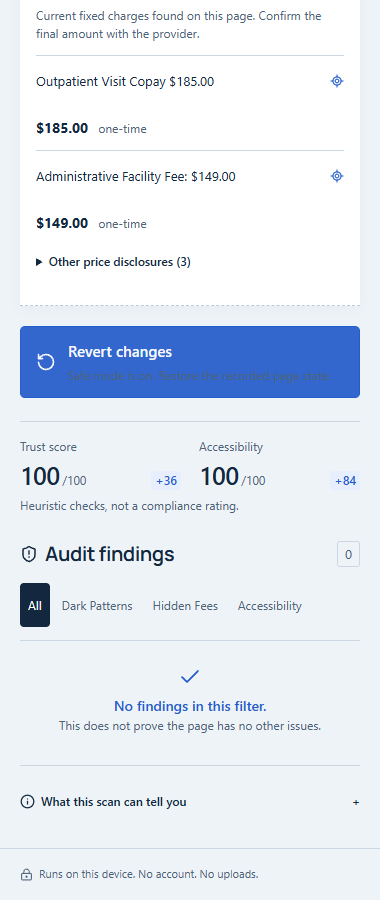 Current fixed charges found on this page. Confirm the
final amount with the provider.
Outpatient Visit Copay $185.00
$185.00 one-time
Administrative Facility Fee: $149.00
$149.00 one-time
Other price disclosures (3)
Revert changes
Trust score
Accessibility
100 /100 +36
100 /100 +84
Heuristic checks, not a compliance rating.
Audit findings 0
All Dark Patterns Hidden Fees Accessibility
No findings in this filter.
This does not prove the page has no other issues.
What this scan can tell you +
Runs on this device. No account. No uploads.